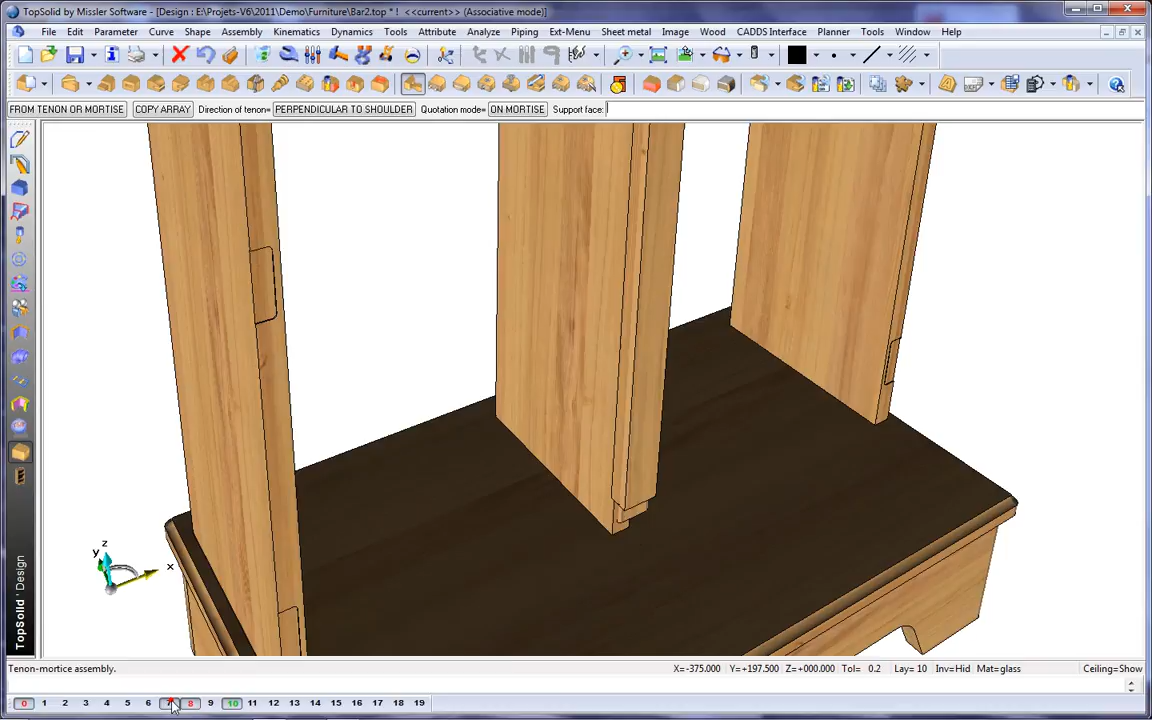 TopSolid by Missler Software - [Design : E:\Projets-V6\2011\Demo\Furniture\Bar2.top * ! <<current>> (Associative mode)]
File Edit Parameter Curve Shape Assembly Kinematics Dynamics Tools Attribute Analyze Piping Ext-Menu Sheet metal Image Wood CADDS Interface Planner Tools Window Help
FROM TENON OR MORTISE COPY ARRAY Direction of tenon= PERPENDICULAR TO SHOULDER Quotation mode= ON MORTISE Support face:
z
y
x
TopSolid ' Design
Tenon-mortice assembly. X=-375.000 Y=+197.500 Z=+000.000 Tol= 0.2 Lay= 10 Inv=Hid Mat=glass Ceiling=Show
0 1 2 3 4 5 6 7 8 9 10 11 12 13 14 15 16 17 18 19